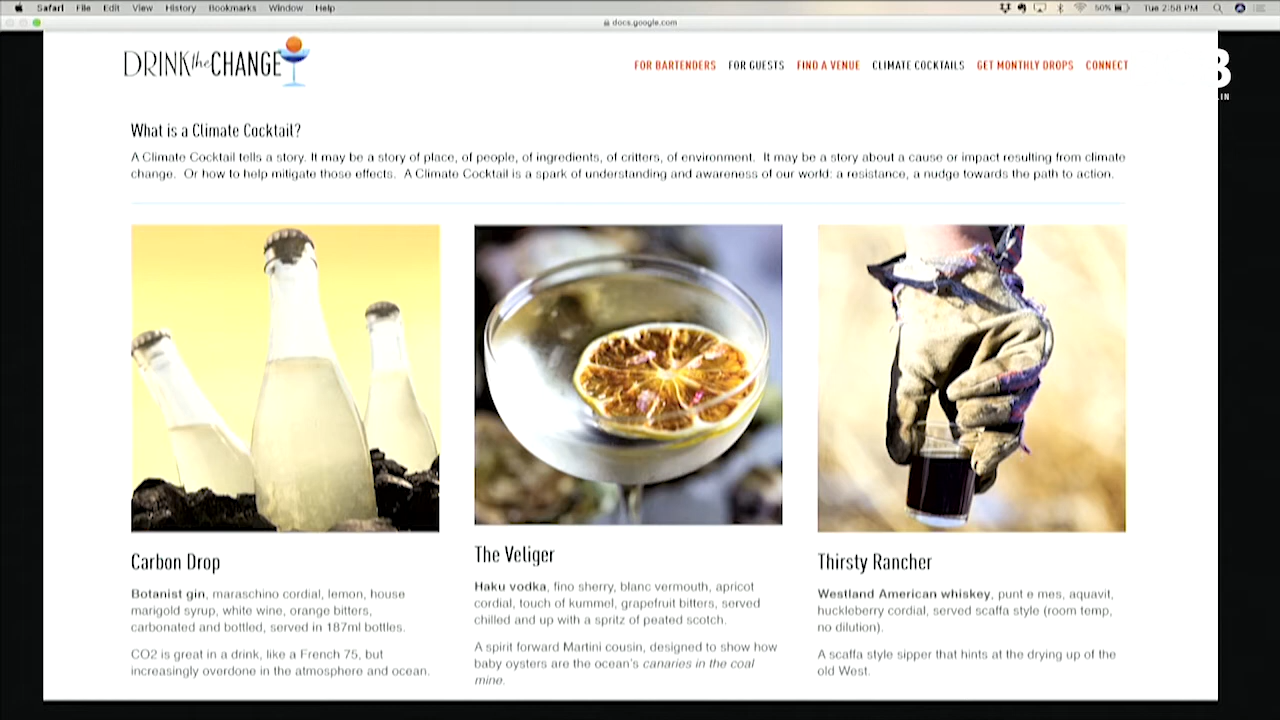 Safari File Edit View History Bookmarks Window Help 50% Tue 2:58 PM
docs.google.com
DRINK the CHANGE
FOR BARTENDERS FOR GUESTS FIND A VENUE CLIMATE COCKTAILS GET MONTHLY DROPS CONNECT
What is a Climate Cocktail?
A Climate Cocktail tells a story. It may be a story of place, of people, of ingredients, of critters, of environment. It may be a story about a cause or impact resulting from climate
change. Or how to help mitigate those effects. A Climate Cocktail is a spark of understanding and awareness of our world: a resistance, a nudge towards the path to action.
Carbon Drop
Botanist gin, maraschino cordial, lemon, house
marigold syrup, white wine, orange bitters,
carbonated and bottled, served in 187ml bottles.
CO2 is great in a drink, like a French 75, but
increasingly overdone in the atmosphere and ocean.
The Veliger
Haku vodka, fino sherry, blanc vermouth, apricot
cordial, touch of kummel, grapefruit bitters, served
chilled and up with a spritz of peated scotch.
A spirit forward Martini cousin, designed to show how
baby oysters are the ocean's canaries in the coal
mine.
Thirsty Rancher
Westland American whiskey, punt e mes, aquavit,
huckleberry cordial, served scaffa style (room temp,
no dilution).
A scaffa style sipper that hints at the drying up of the
old West.